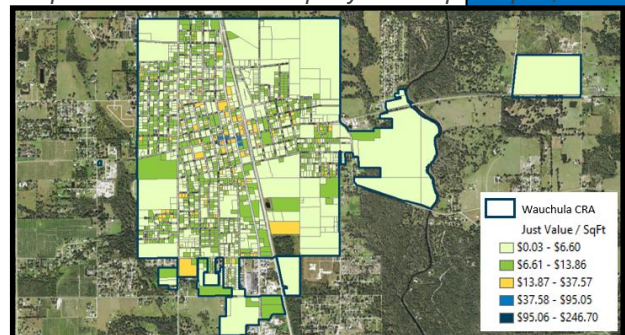 Wauchula CRA
Just Value / SqFt
$0.03 - $6.60
$6.61 - $13.86
$13.87 - $37.57
$37.58 - $95.05
$95.06 - $246.70